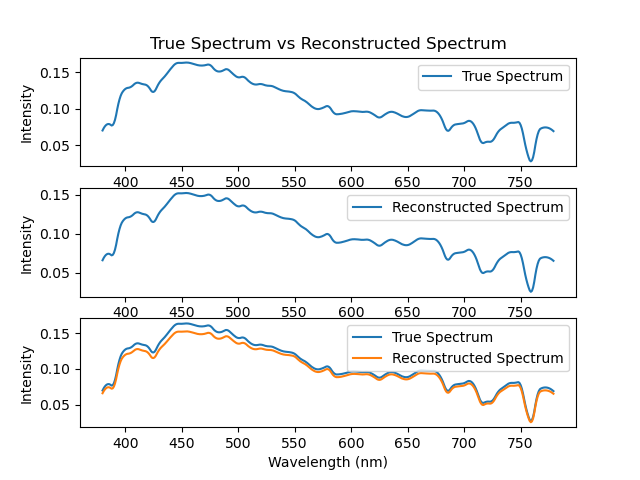 True Spectrum vs Reconstructed Spectrum
Intensity
0.15
0.10
0.05
True Spectrum
400 450 500 550 600 650 700 750
Intensity
0.15
0.10
0.05
Reconstructed Spectrum
400 450 500 550 600 650 700 750
Intensity
0.15
0.10
0.05
True Spectrum
Reconstructed Spectrum
400 450 500 550 600 650 700 750
Wavelength (nm)